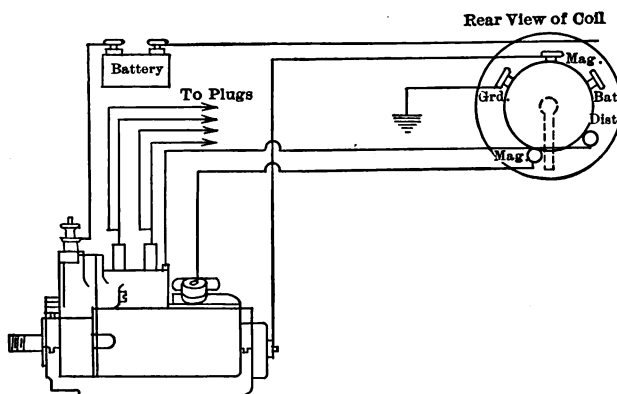 Rear View of Coil
Mag.
Battery
To Plugs
Grd.
Bat
Dist
Mag.